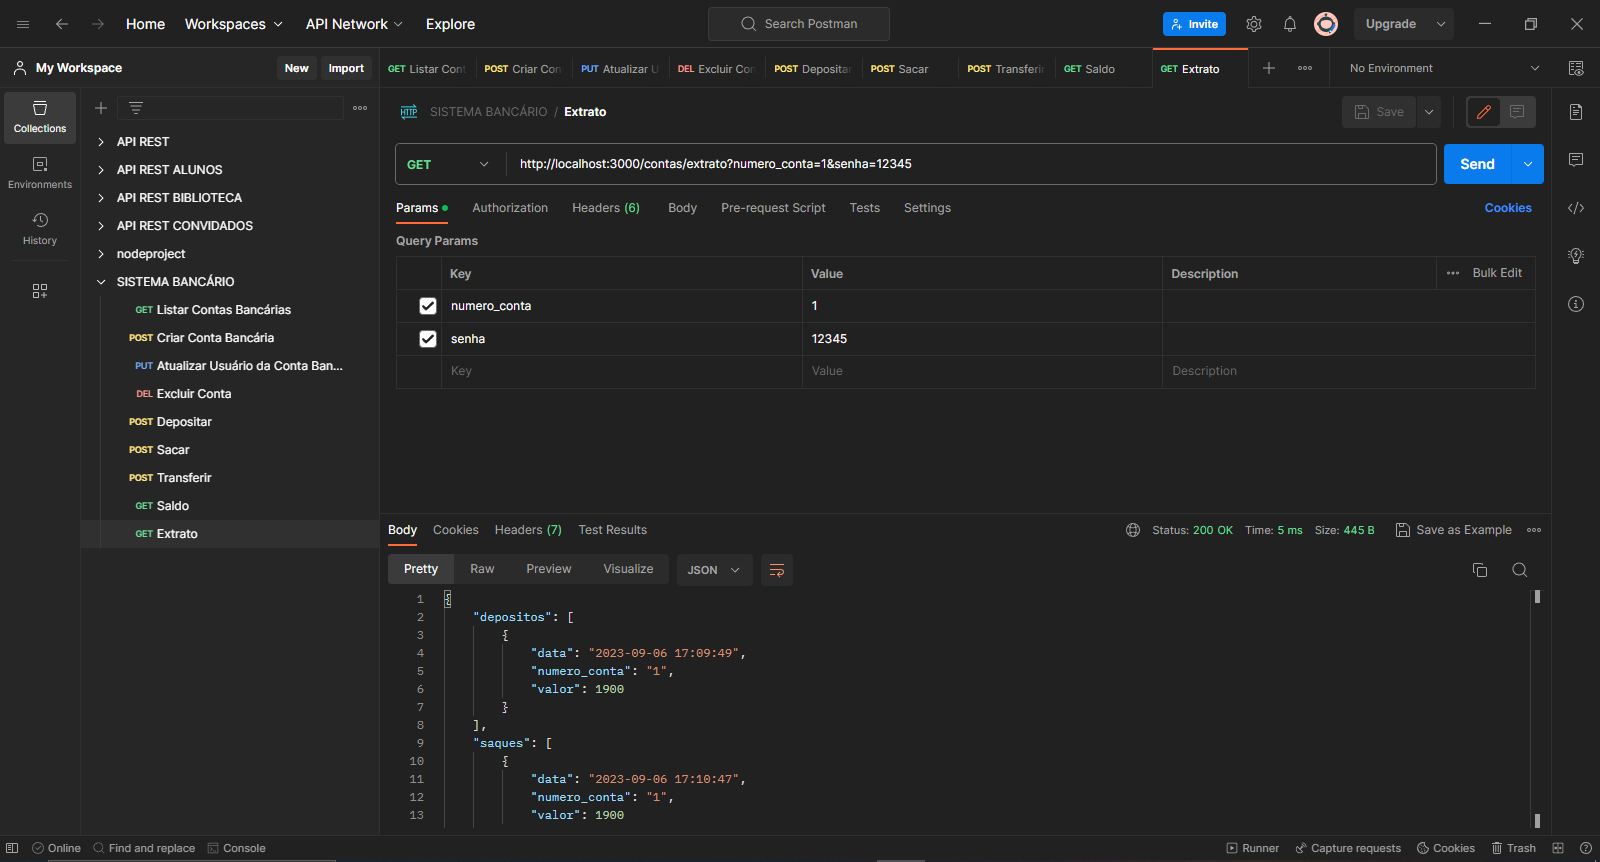 Home Workspaces API Network Explore Search Postman Invite Upgrade
My Workspace New Import GET Listar Cont POST Criar Con PUT Atualizar U DEL Excluir Con POST Depositar POST Sacar POST Transferir GET Saldo GET Extrato No Environment
Collections
Environments
History
API REST
API REST ALUNOS
API REST BIBLIOTECA
API REST CONVIDADOS
nodeproject
SISTEMA BANCÁRIO
GET Listar Contas Bancárias
POST Criar Conta Bancária
PUT Atualizar Usuário da Conta Ban...
DEL Excluir Conta
POST Depositar
POST Sacar
POST Transferir
GET Saldo
GET Extrato
HTTP SISTEMA BANCÁRIO / Extrato Save
GET http://localhost:3000/contas/extrato?numero_conta=1&senha=12345 Send
Params Authorization Headers (6) Body Pre-request Script Tests Settings Cookies
Query Params
Key Value Description Bulk Edit
numero_conta 1
senha 12345
Key Value Description
Body Cookies Headers (7) Test Results Status: 200 OK Time: 5 ms Size: 445 B Save as Example
Pretty Raw Preview Visualize JSON
1 {
2 "depositos": [
3 {
4 "data": "2023-09-06 17:09:49",
5 "numero_conta": "1",
6 "valor": 1900
7 }
8 ],
9 "saques": [
10 {
11 "data": "2023-09-06 17:10:47",
12 "numero_conta": "1",
13 "valor": 1900
Online Find and replace Console Runner Capture requests Cookies Trash